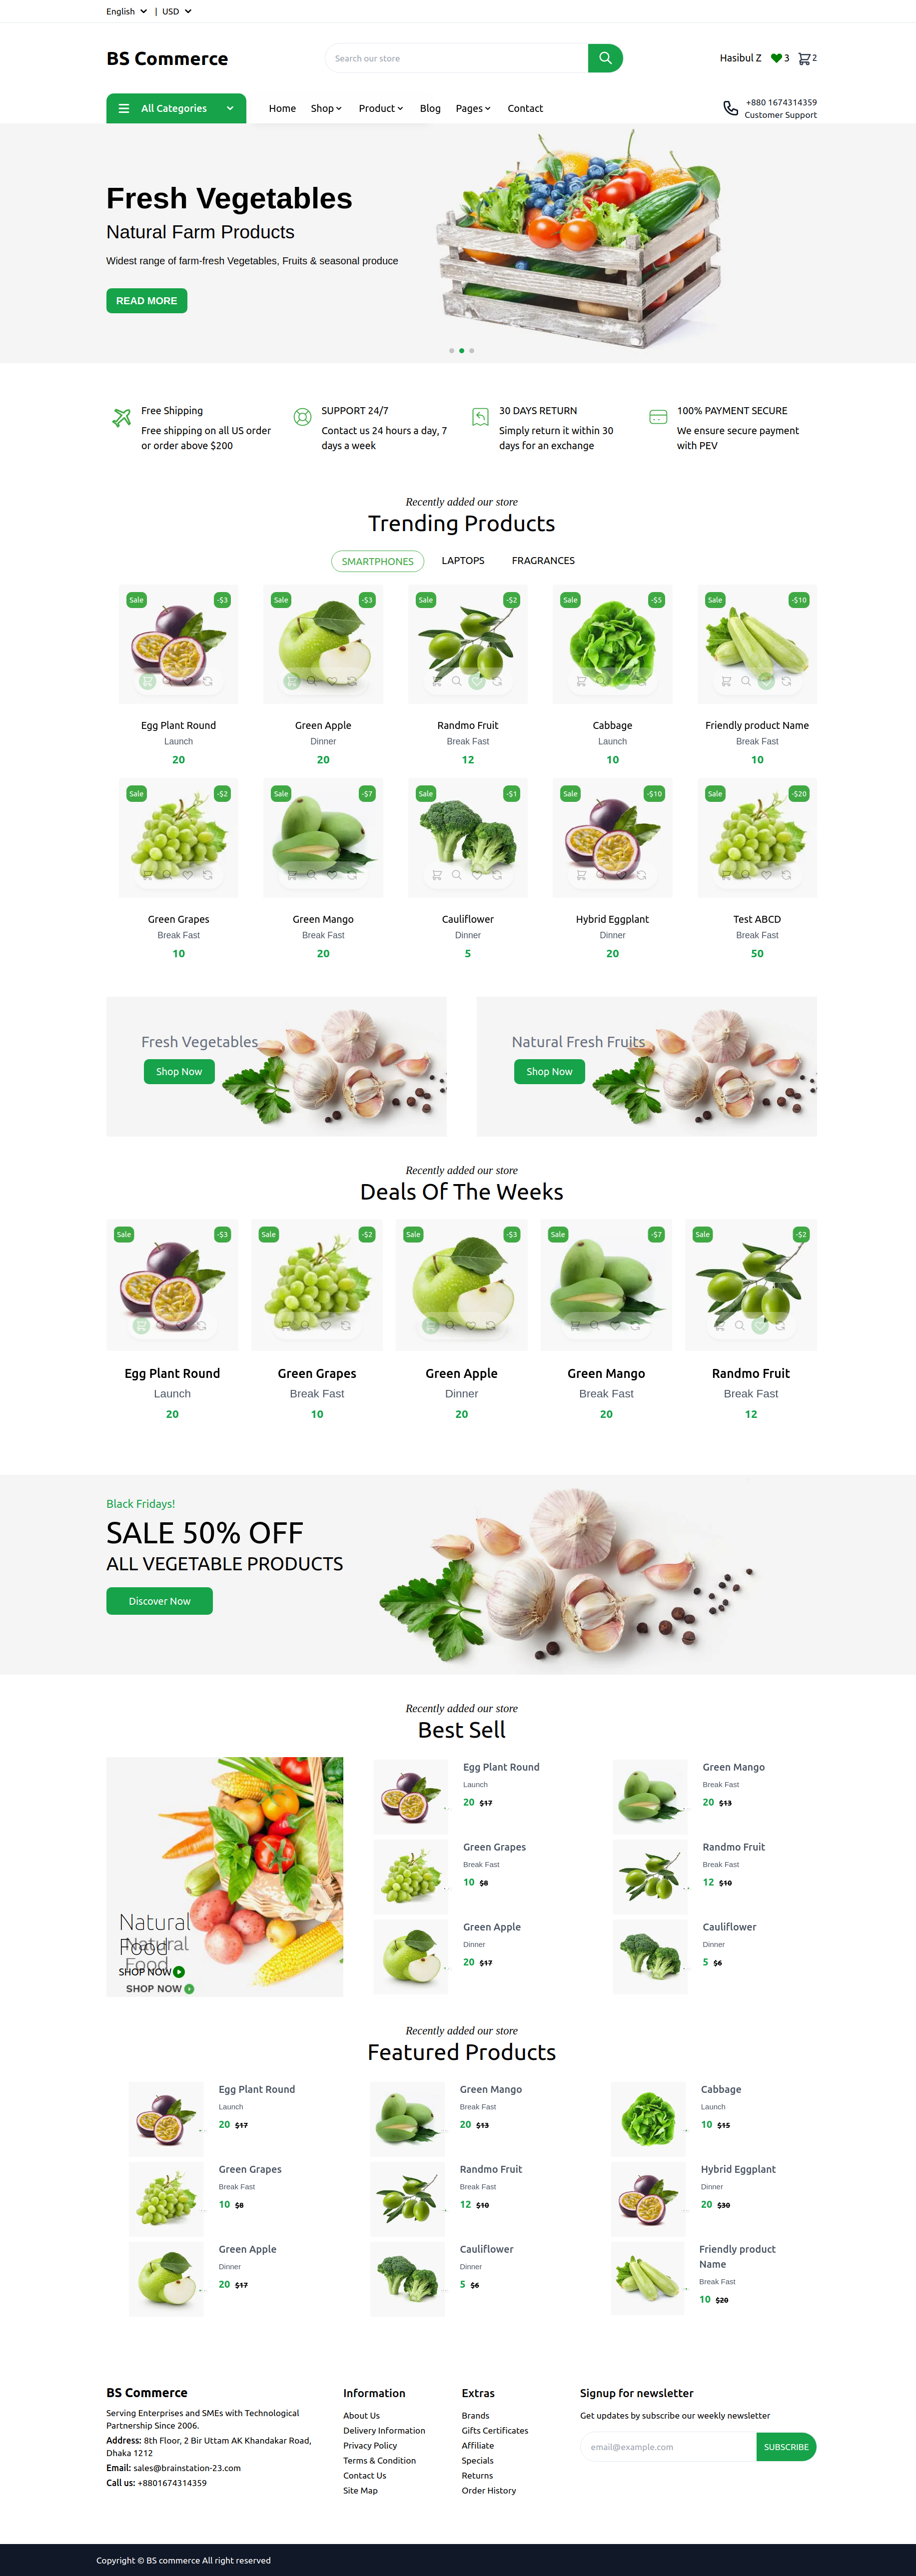 English | USD
BS Commerce
Search our store
Hasibul Z 3 2
All Categories
Home Shop Product Blog Pages Contact
+880 1674314359
Customer Support
Fresh Vegetables
Natural Farm Products
Widest range of farm-fresh Vegetables, Fruits & seasonal produce
READ MORE
Free Shipping
Free shipping on all US order
or order above $200
SUPPORT 24/7
Contact us 24 hours a day, 7
days a week
30 DAYS RETURN
Simply return it within 30
days for an exchange
100% PAYMENT SECURE
We ensure secure payment
with PEV
Recently added our store
Trending Products
SMARTPHONES LAPTOPS FRAGRANCES
Sale -$3 Sale -$3 Sale -$2 Sale -$5 Sale -$10
Egg Plant Round Green Apple Randmo Fruit Cabbage Friendly product Name
Launch Dinner Break Fast Launch Break Fast
20 20 12 10 10
Sale -$2 Sale -$7 Sale -$1 Sale -$10 Sale -$20
Green Grapes Green Mango Cauliflower Hybrid Eggplant Test ABCD
Break Fast Break Fast Dinner Dinner Break Fast
10 20 5 20 50
Fresh Vegetables
Shop Now
Natural Fresh Fruits
Shop Now
Recently added our store
Deals Of The Weeks
Sale -$3 Sale -$2 Sale -$3 Sale -$7 Sale -$2
Egg Plant Round Green Grapes Green Apple Green Mango Randmo Fruit
Launch Break Fast Dinner Break Fast Break Fast
20 10 20 20 12
Black Fridays!
SALE 50% OFF
ALL VEGETABLE PRODUCTS
Discover Now
Recently added our store
Best Sell
Natural
Food
SHOP NOW
Natural
Food
SHOP NOW
Egg Plant Round
Launch
20 $17
Green Mango
Break Fast
20 $13
Green Grapes
Break Fast
10 $8
Randmo Fruit
Break Fast
12 $10
Green Apple
Dinner
20 $17
Cauliflower
Dinner
5 $6
Recently added our store
Featured Products
Egg Plant Round
Launch
20 $17
Green Mango
Break Fast
20 $13
Cabbage
Launch
10 $15
Green Grapes
Break Fast
10 $8
Randmo Fruit
Break Fast
12 $10
Hybrid Eggplant
Dinner
20 $30
Green Apple
Dinner
20 $17
Cauliflower
Dinner
5 $6
Friendly product
Name
Break Fast
10 $20
BS Commerce
Serving Enterprises and SMEs with Technological
Partnership Since 2006.
Address: 8th Floor, 2 Bir Uttam AK Khandakar Road,
Dhaka 1212
Email: sales@brainstation-23.com
Call us: +8801674314359
Information
About Us
Delivery Information
Privacy Policy
Terms & Condition
Contact Us
Site Map
Extras
Brands
Gifts Certificates
Affiliate
Specials
Returns
Order History
Signup for newsletter
Get updates by subscribe our weekly newsletter
email@example.com
SUBSCRIBE
Copyright © BS commerce All right reserved